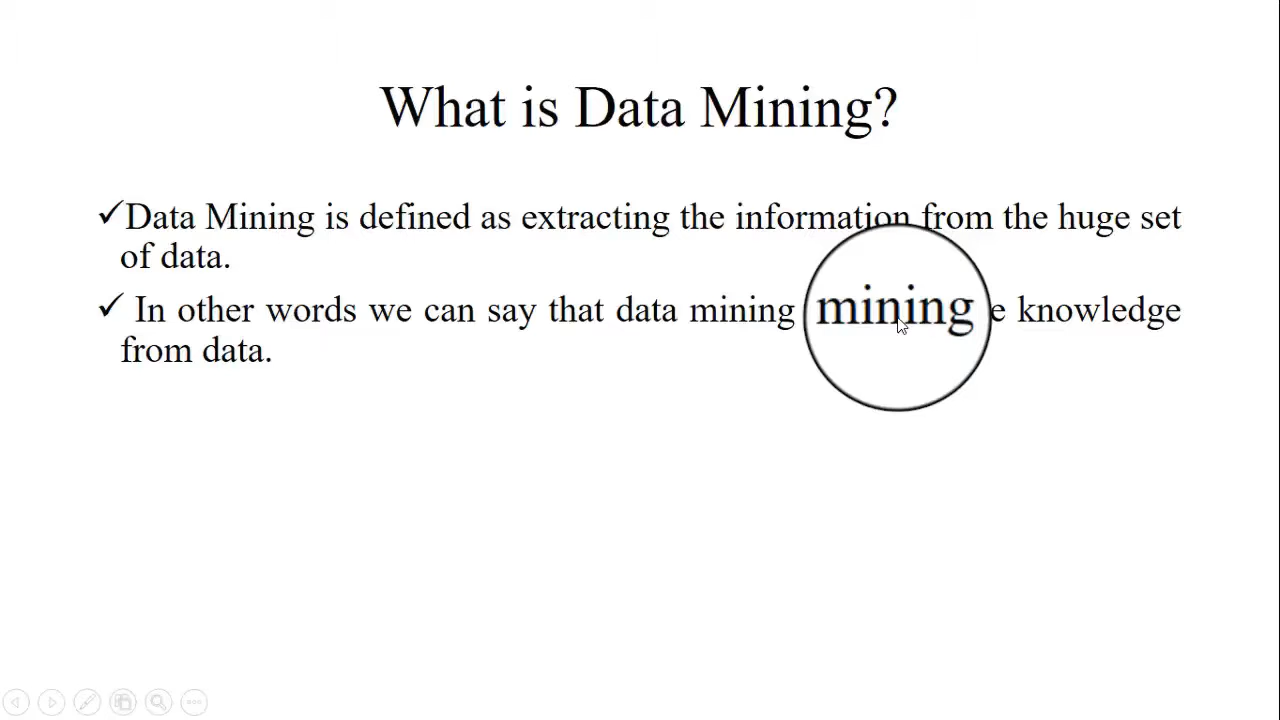 What is Data Mining?
✓Data Mining is defined as extracting the information from the huge set
of data.
✓ In other words we can say that data mining mining e knowledge
from data.